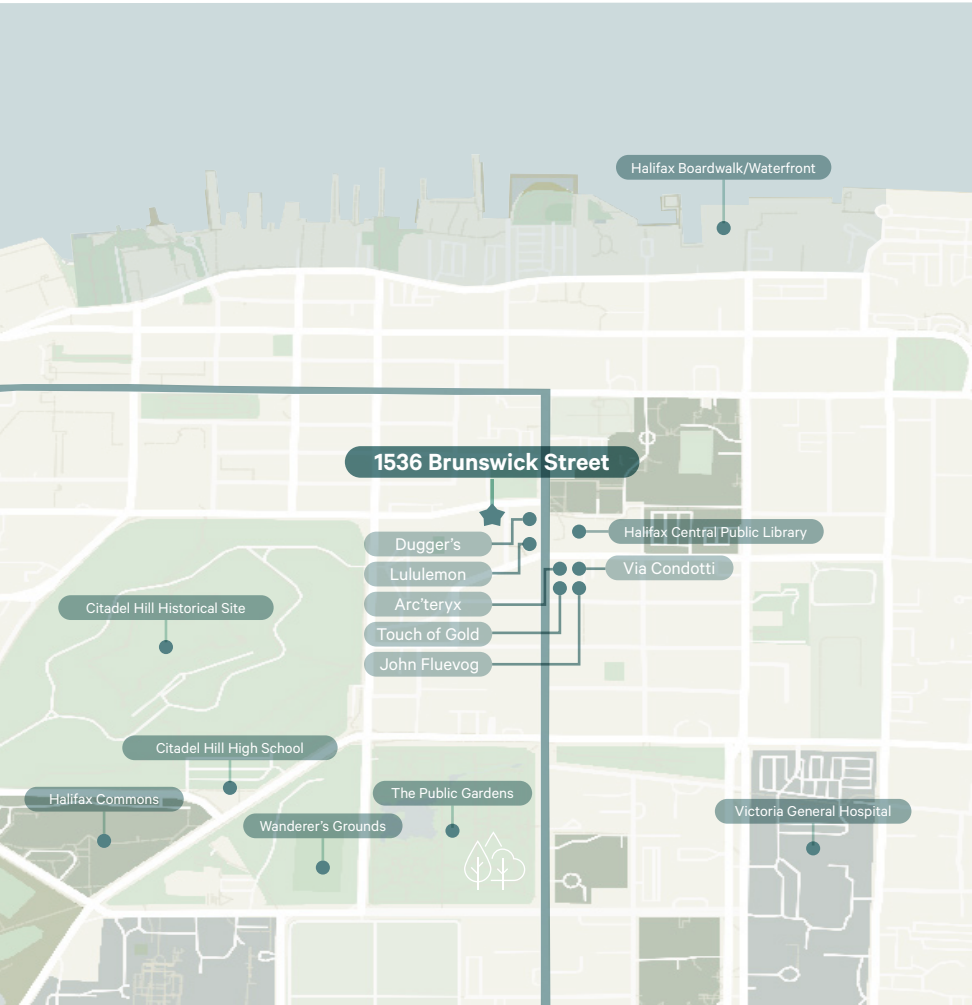 Halifax Boardwalk/Waterfront
1536 Brunswick Street
Dugger’s
Halifax Central Public Library
Lululemon
Via Condotti
Arc’teryx
Citadel Hill Historical Site
Touch of Gold
John Fluevog
Citadel Hill High School
The Public Gardens
Halifax Commons
Victoria General Hospital
Wanderer’s Grounds